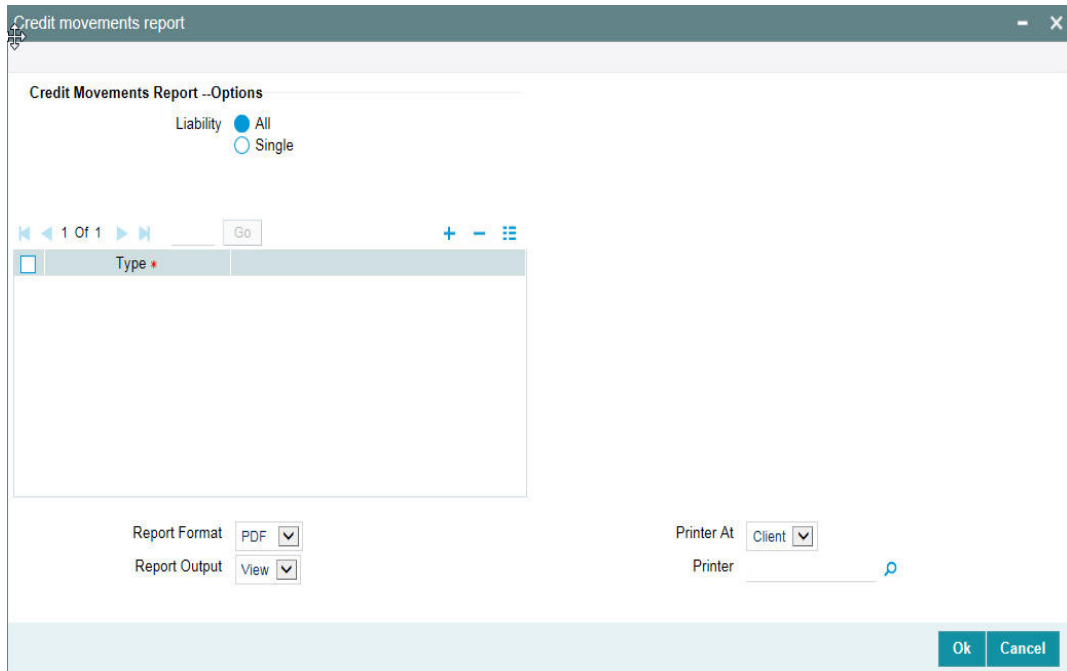 Credit movements report
Credit Movements Report --Options
Liability All
Single
1 Of 1 Go
Type *
Report Format PDF Printer At Client
Report Output View Printer
Ok Cancel